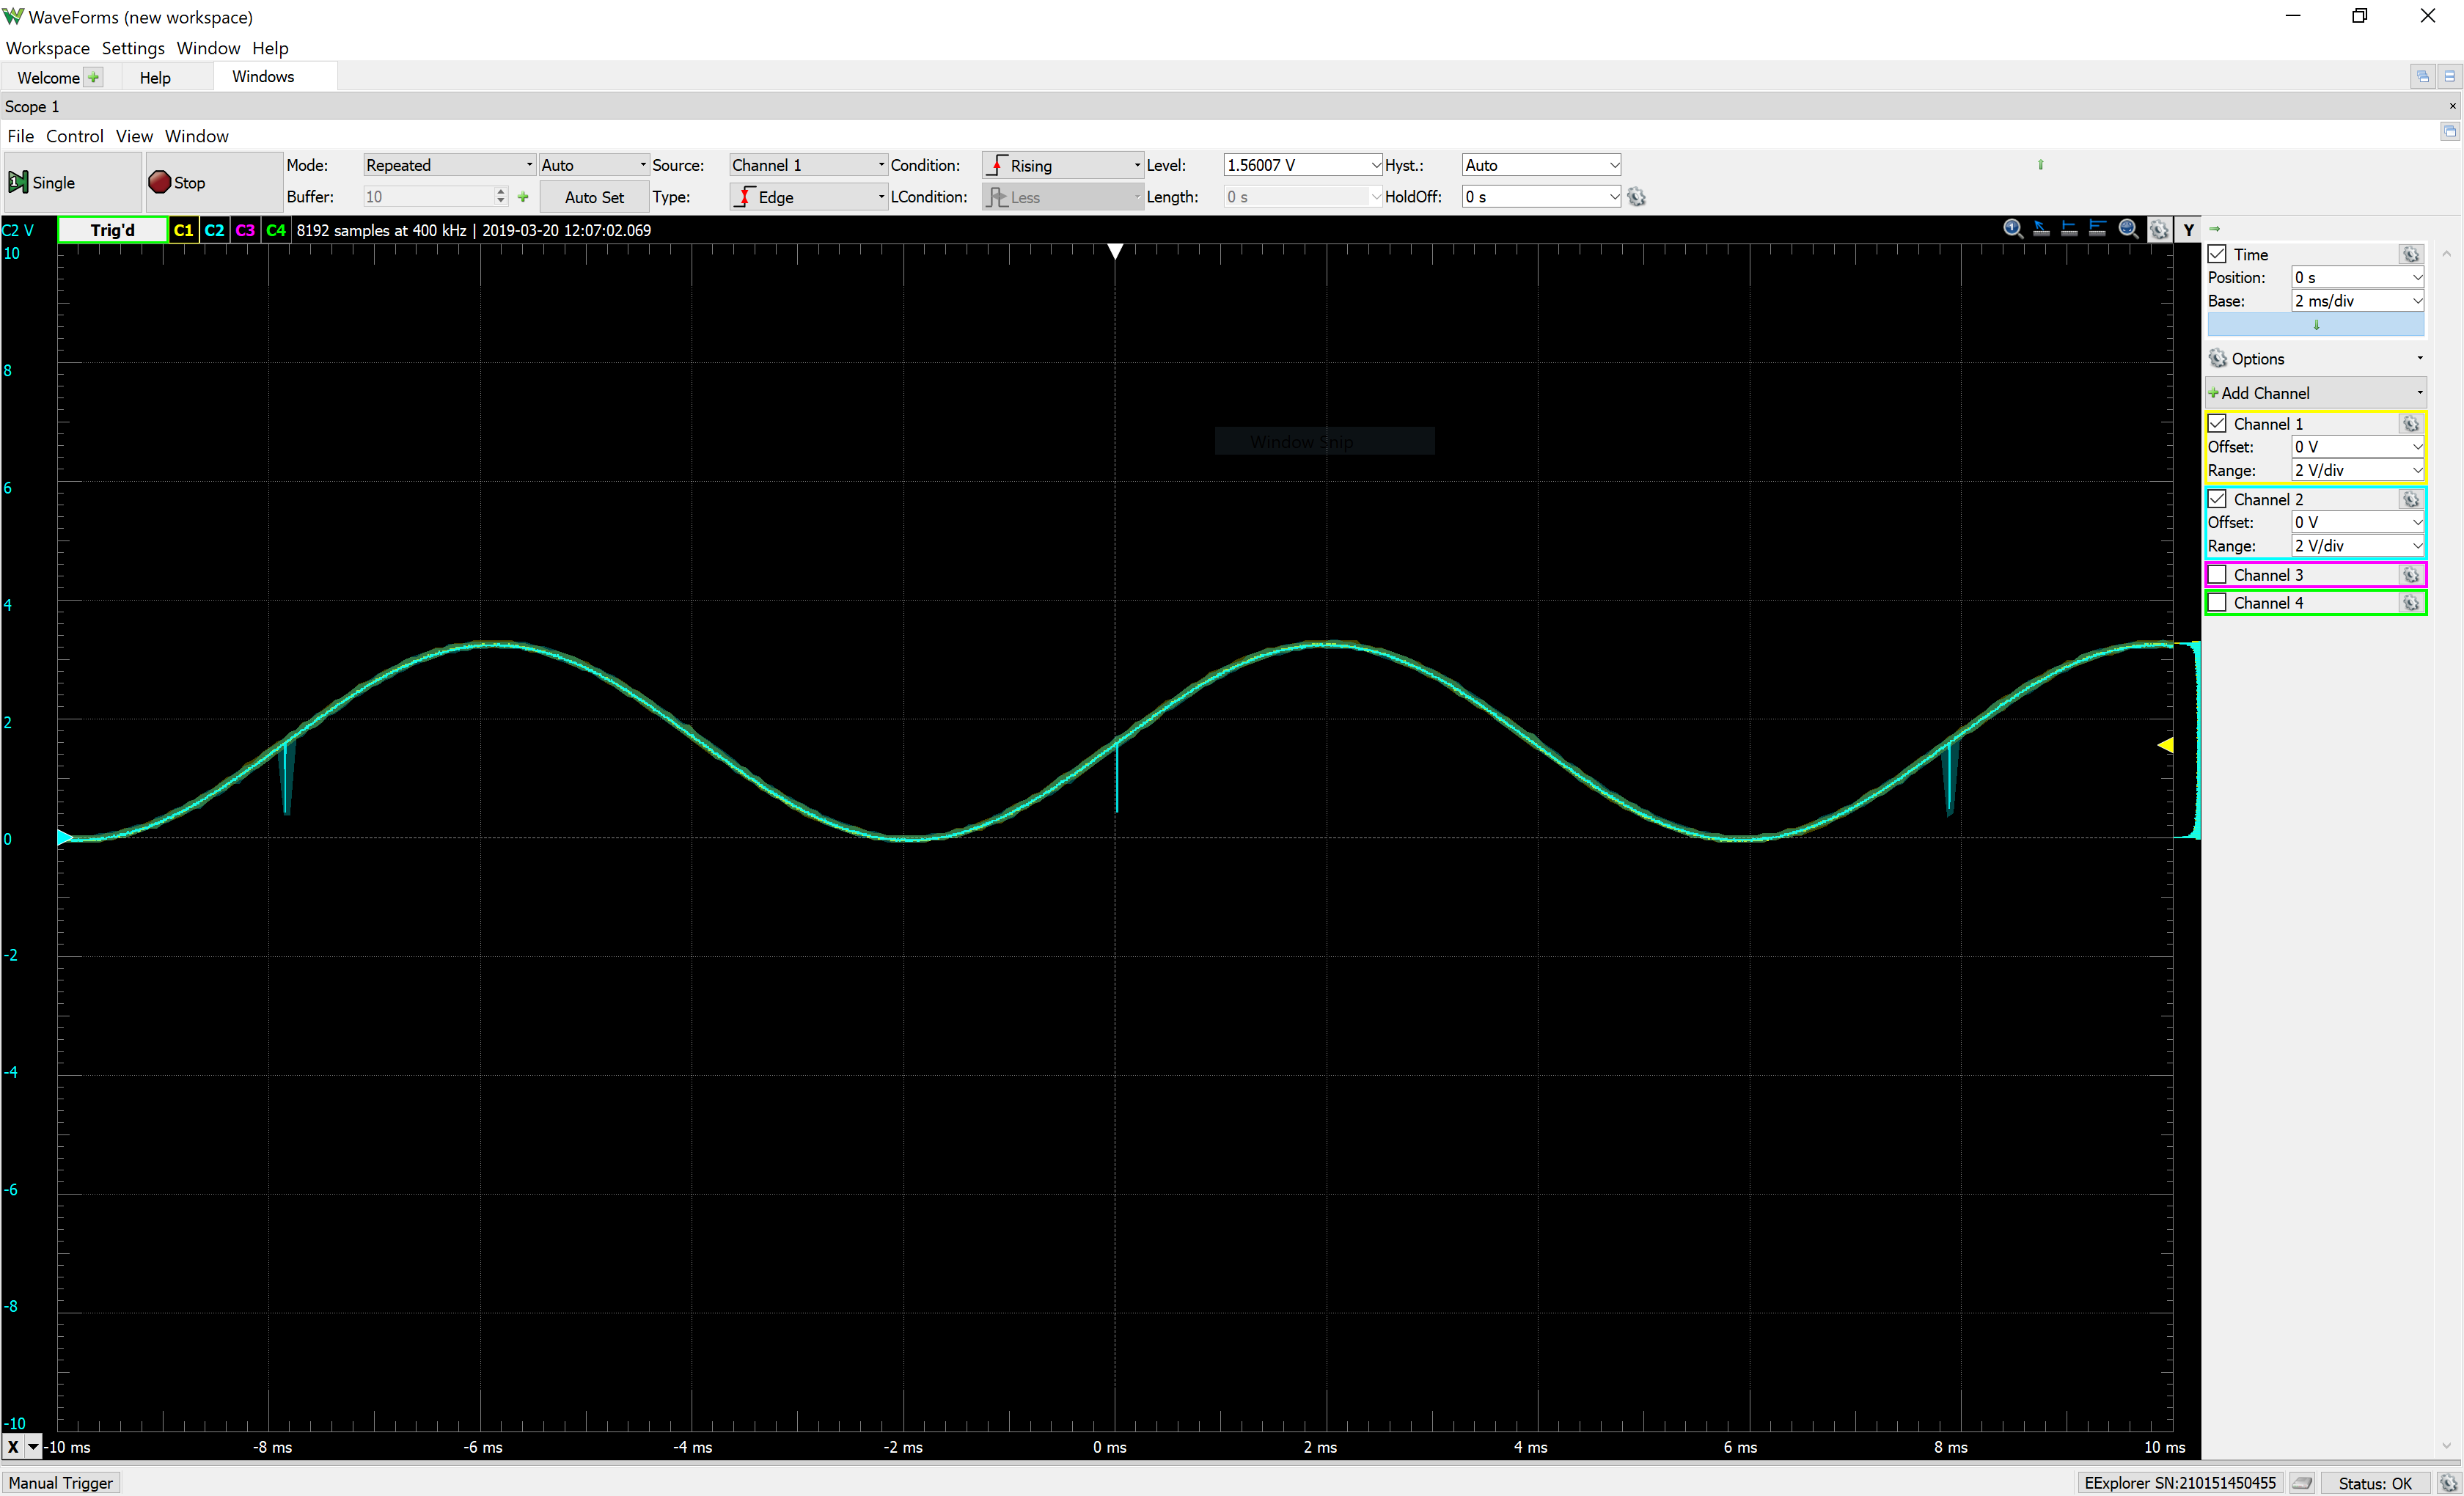 WaveForms (new workspace)
Workspace Settings Window Help
Welcome Help Windows
Scope 1
File Control View Window
Single Stop Mode: Repeated Auto Source: Channel 1 Condition: Rising Level: 1.56007 V Hyst.: Auto
Buffer: 10 Auto Set Type: Edge LCondition: Less Length: 0 s HoldOff: 0 s
C2 V Trig'd C1 C2 C3 C4 8192 samples at 400 kHz | 2019-03-20 12:07:02.069 Y
10
8
6
4
2
0
-2
-4
-6
-8
-10
Window Snip
X -10 ms -8 ms -6 ms -4 ms -2 ms 0 ms 2 ms 4 ms 6 ms 8 ms 10 ms
Time
Position: 0 s
Base: 2 ms/div
Options
Add Channel
Channel 1
Offset: 0 V
Range: 2 V/div
Channel 2
Offset: 0 V
Range: 2 V/div
Channel 3
Channel 4
Manual Trigger EExplorer SN:210151450455 Status: OK